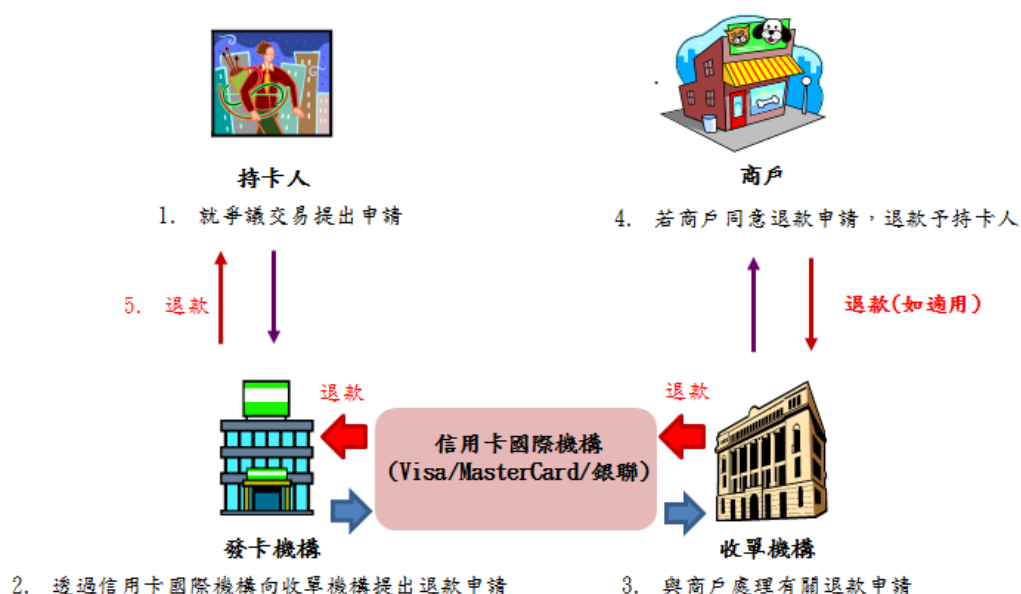 持卡人
商戶
1. 就爭議交易提出申請
4. 若商戶同意退款申請，退款予持卡人
5. 退款
退款(如適用)
退款
退款
信用卡國際機構
(Visa/MasterCard/銀聯)
發卡機構
收單機構
2. 透過信用卡國際機構向收單機構提出退款申請
3. 與商戶處理有關退款申請